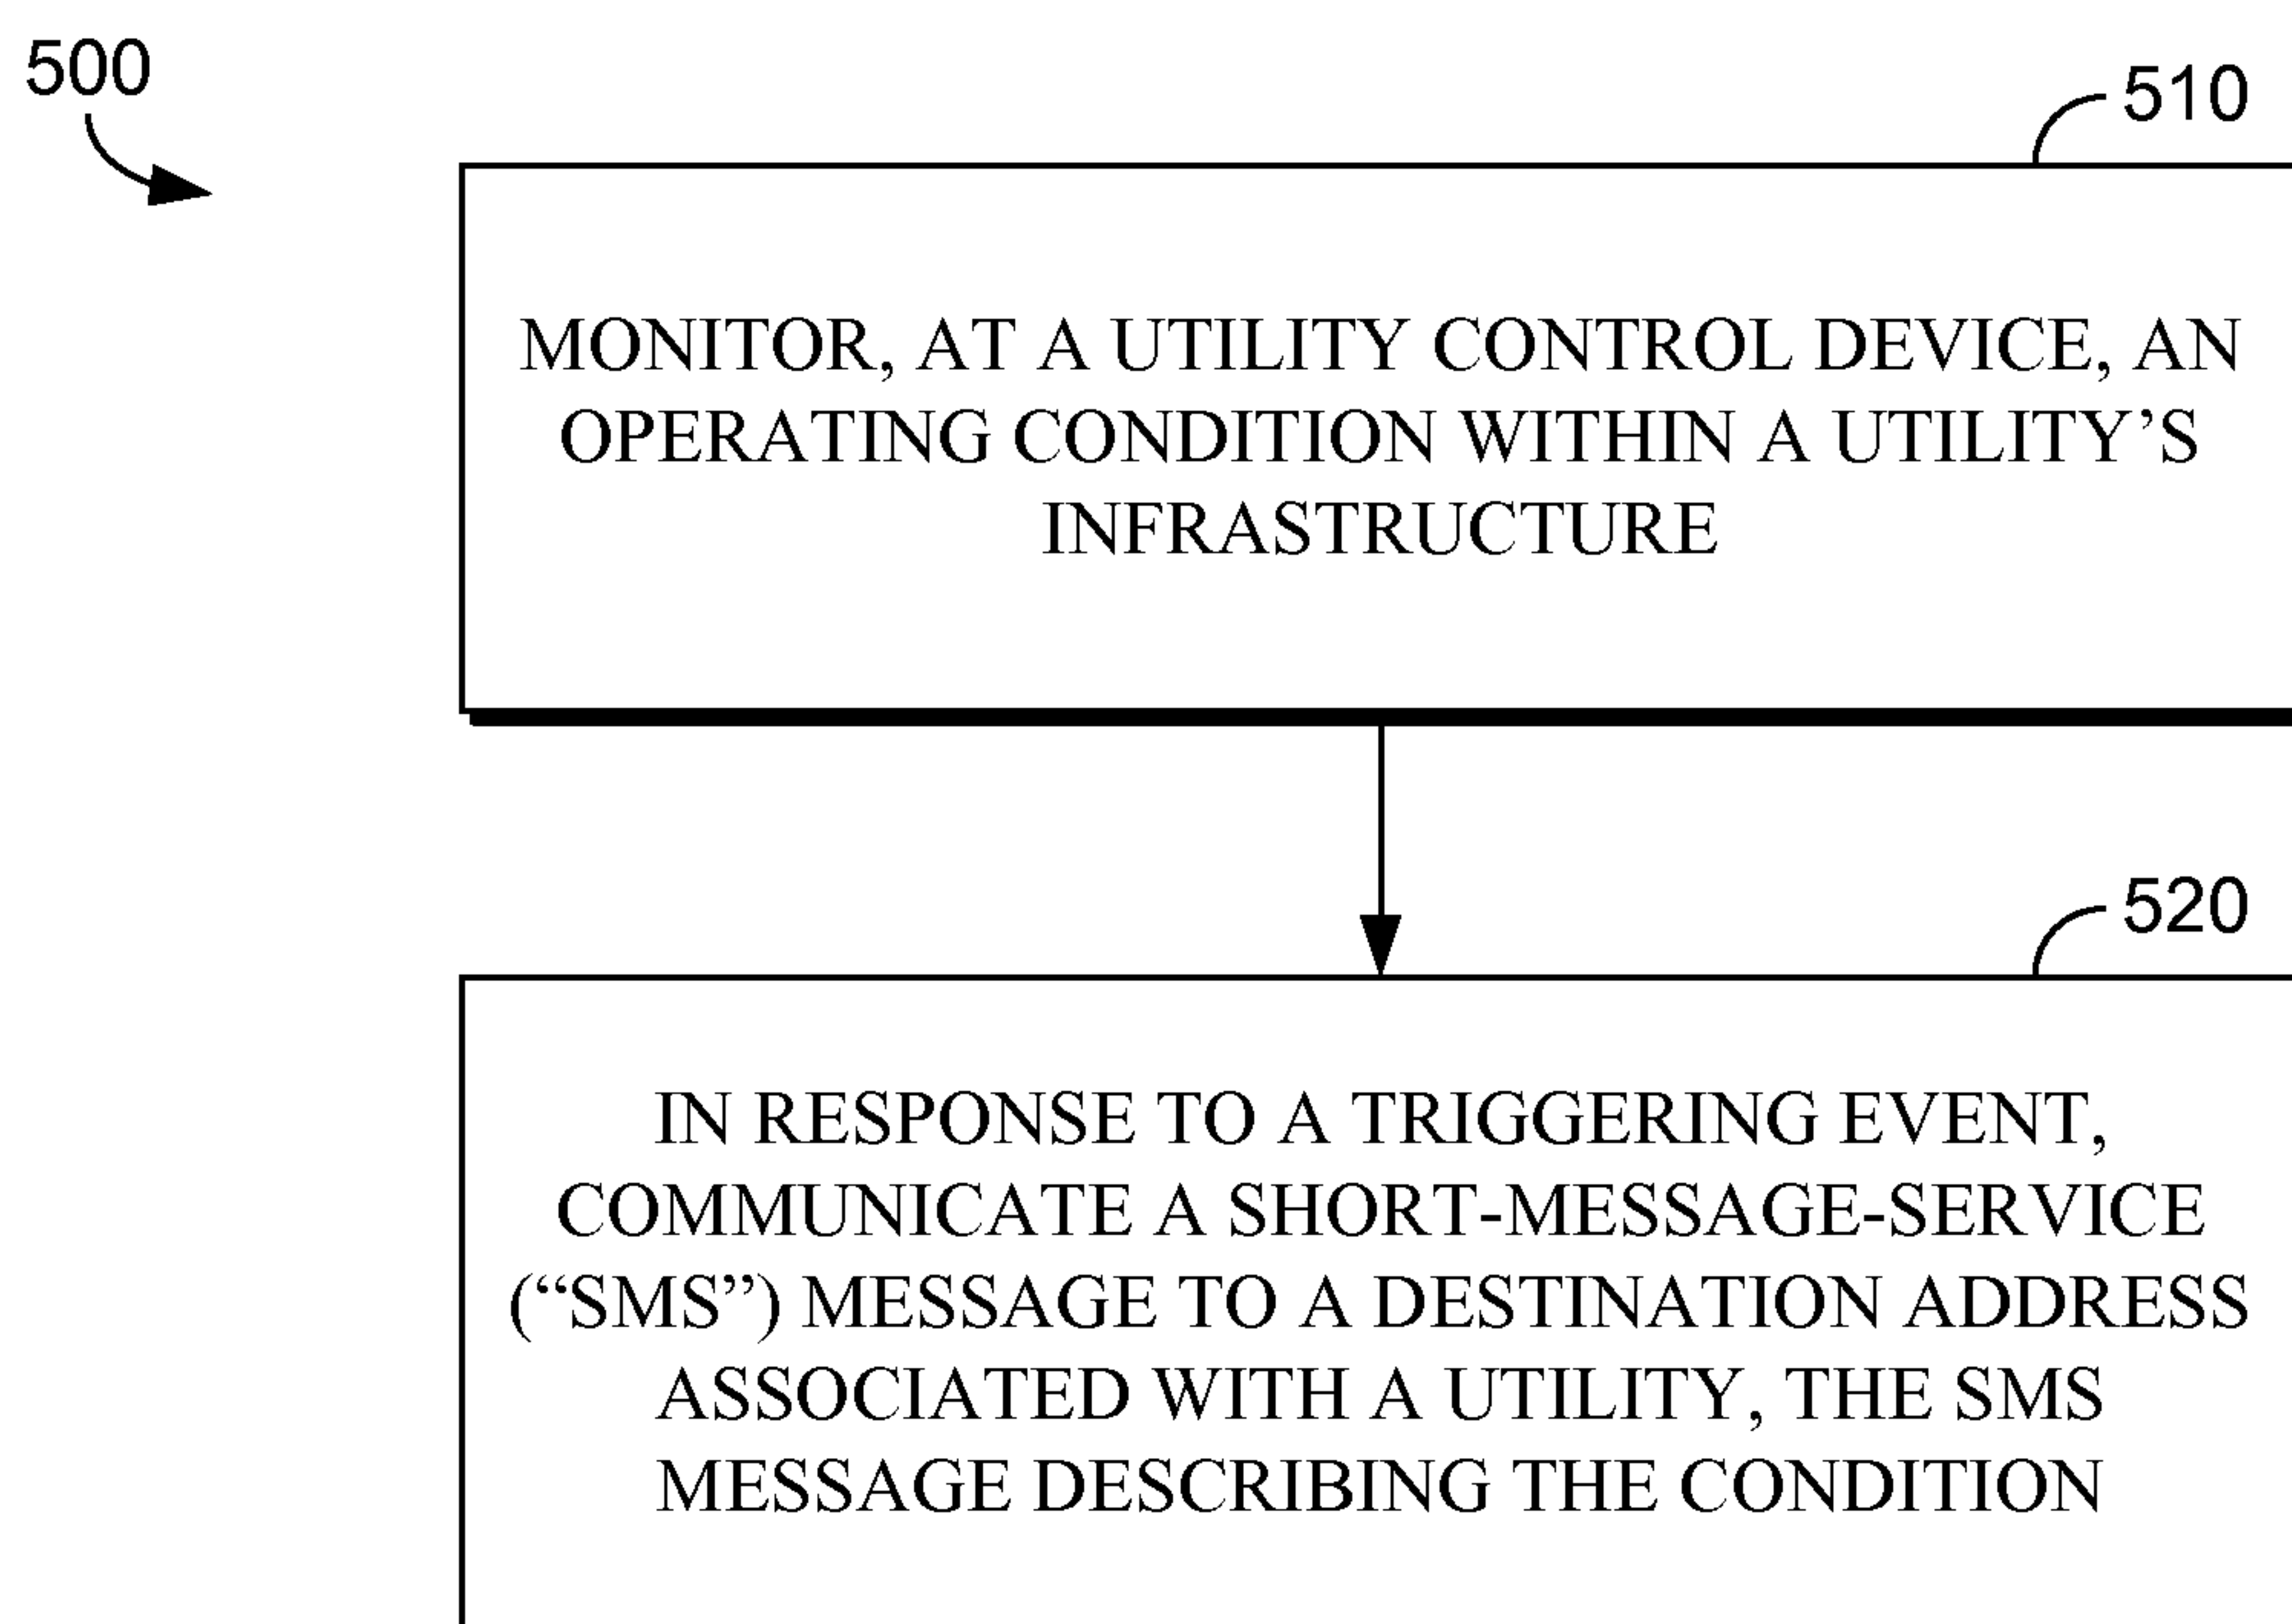 500
510
MONITOR, AT A UTILITY CONTROL DEVICE, AN
OPERATING CONDITION WITHIN A UTILITY’S
INFRASTRUCTURE
520
IN RESPONSE TO A TRIGGERING EVENT,
COMMUNICATE A SHORT-MESSAGE-SERVICE
(“SMS”) MESSAGE TO A DESTINATION ADDRESS
ASSOCIATED WITH A UTILITY, THE SMS
MESSAGE DESCRIBING THE CONDITION